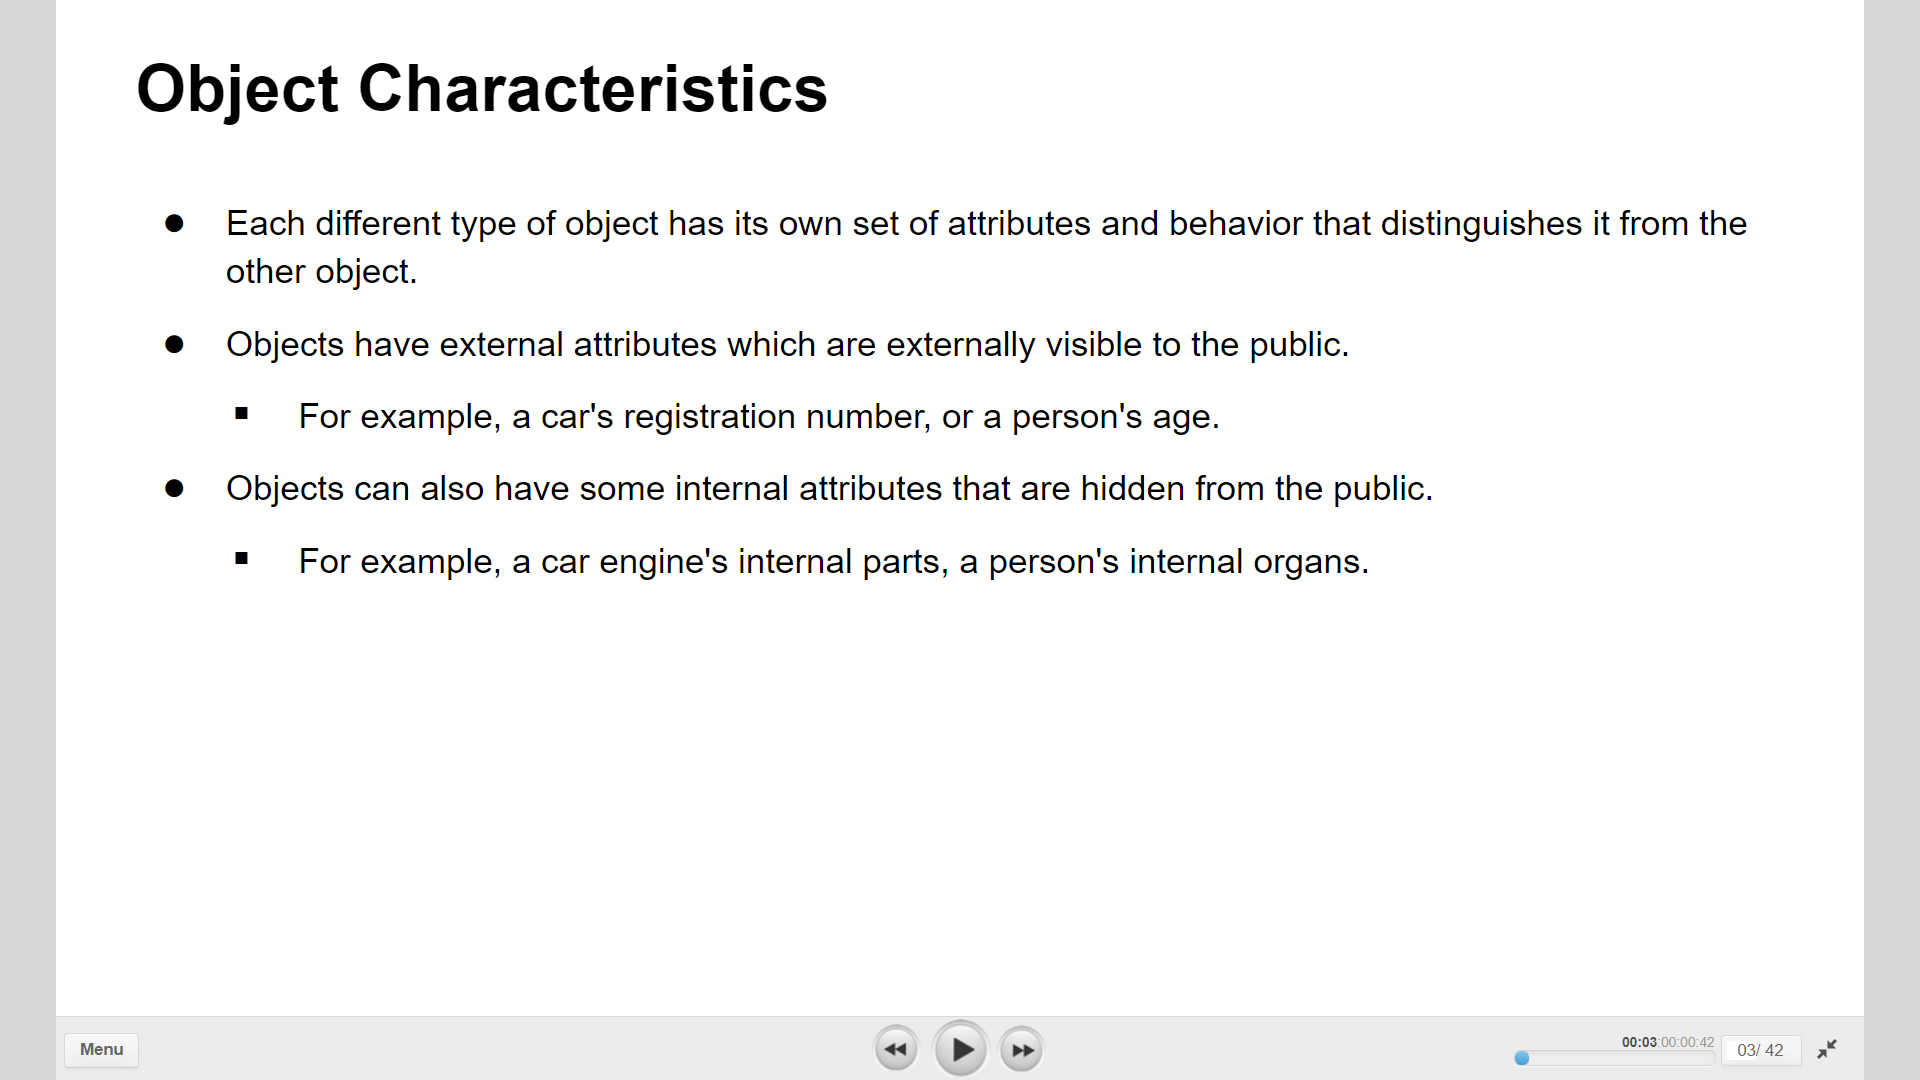 Object Characteristics
● Each different type of object has its own set of attributes and behavior that distinguishes it from the
other object.
● Objects have external attributes which are externally visible to the public.
▪ For example, a car's registration number, or a person's age.
● Objects can also have some internal attributes that are hidden from the public.
▪ For example, a car engine's internal parts, a person's internal organs.
Menu
00:03:00:00:42
03/ 42